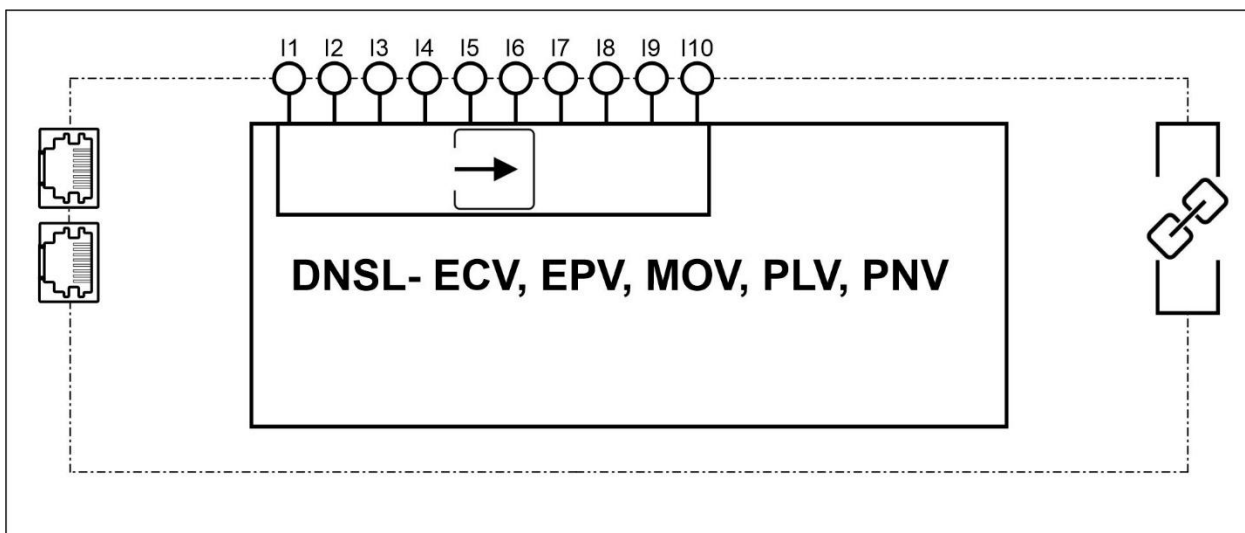 I1 I2 I3 I4 I5 I6 I7 I8 I9 I10
DNSL- ECV, EPV, MOV, PLV, PNV